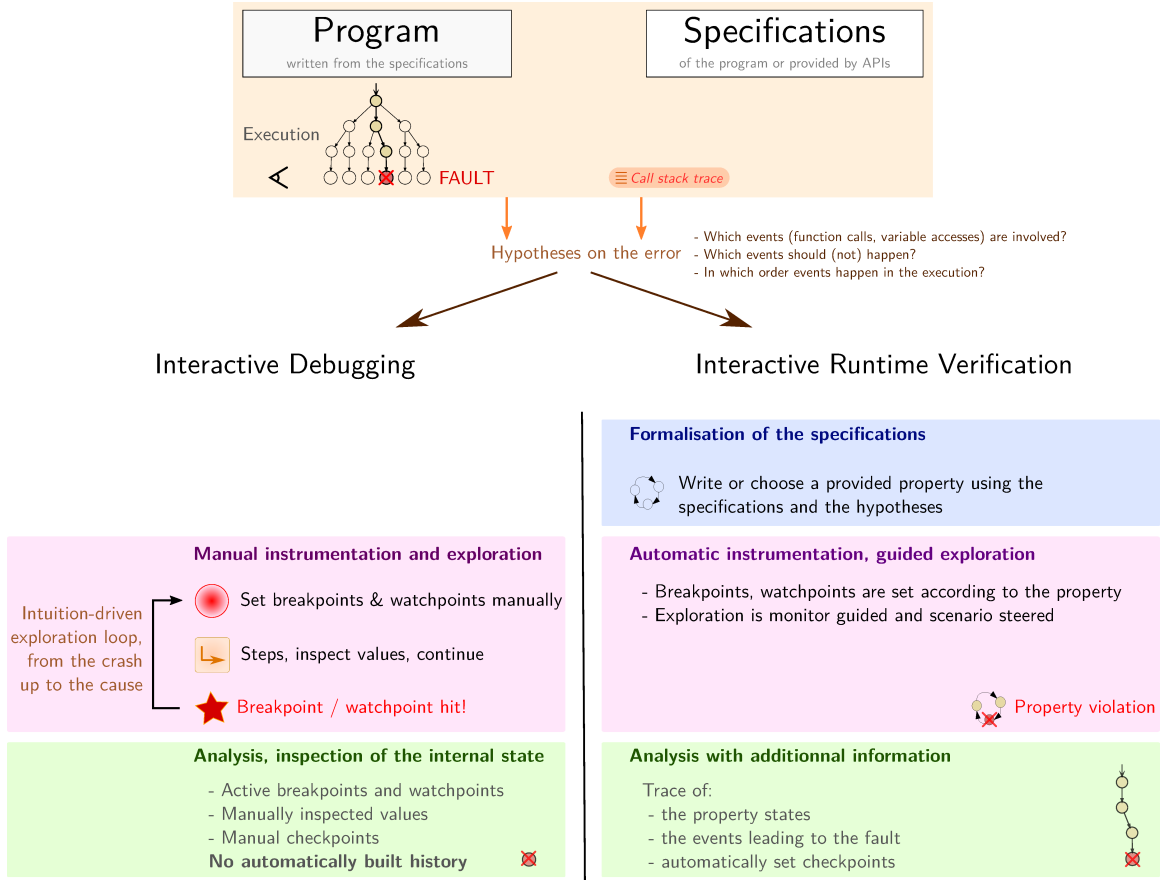 Program
written from the specifications
Specifications
of the program or provided by APIs
Execution
FAULT
Call stack trace
Hypotheses on the error
- Which events (function calls, variable accesses) are involved?
- Which events should (not) happen?
- In which order events happen in the execution?
Interactive Debugging
Interactive Runtime Verification
Formalisation of the specifications
Write or choose a provided property using the
specifications and the hypotheses
Manual instrumentation and exploration
Intuition-driven
exploration loop,
from the crash
up to the cause
Set breakpoints & watchpoints manually
Steps, inspect values, continue
Breakpoint / watchpoint hit!
Automatic instrumentation, guided exploration
- Breakpoints, watchpoints are set according to the property
- Exploration is monitor guided and scenario steered
Property violation
Analysis, inspection of the internal state
- Active breakpoints and watchpoints
- Manually inspected values
- Manual checkpoints
No automatically built history
Analysis with additionnal information
Trace of:
- the property states
- the events leading to the fault
- automatically set checkpoints